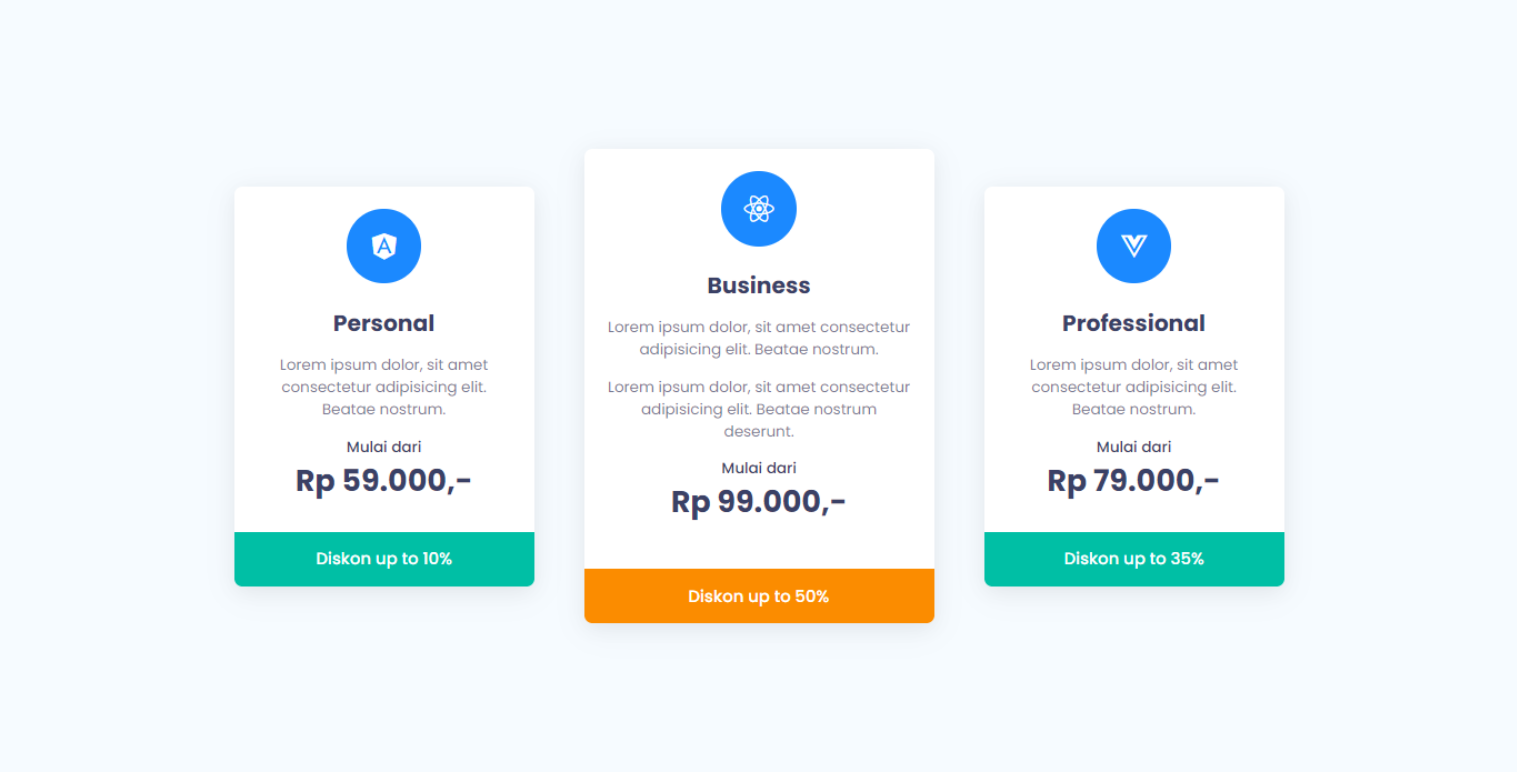 Personal
Lorem ipsum dolor, sit amet
consectetur adipisicing elit.
Beatae nostrum.
Mulai dari
Rp 59.000,-
Diskon up to 10%
Business
Lorem ipsum dolor, sit amet consectetur
adipisicing elit. Beatae nostrum.
Lorem ipsum dolor, sit amet consectetur
adipisicing elit. Beatae nostrum
deserunt.
Mulai dari
Rp 99.000,-
Diskon up to 50%
Professional
Lorem ipsum dolor, sit amet
consectetur adipisicing elit.
Beatae nostrum.
Mulai dari
Rp 79.000,-
Diskon up to 35%